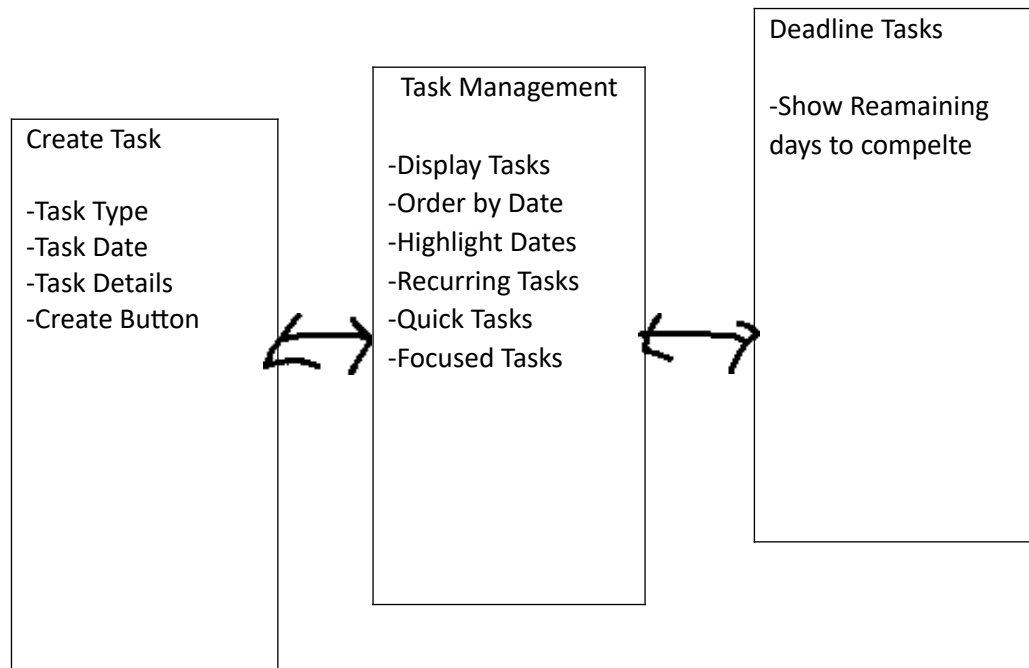 Create Task
-Task Type
-Task Date
-Task Details
-Create Button
Task Management
-Display Tasks
-Order by Date
-Highlight Dates
-Recurring Tasks
-Quick Tasks
-Focused Tasks
Deadline Tasks
-Show Reamaining
days to compelte